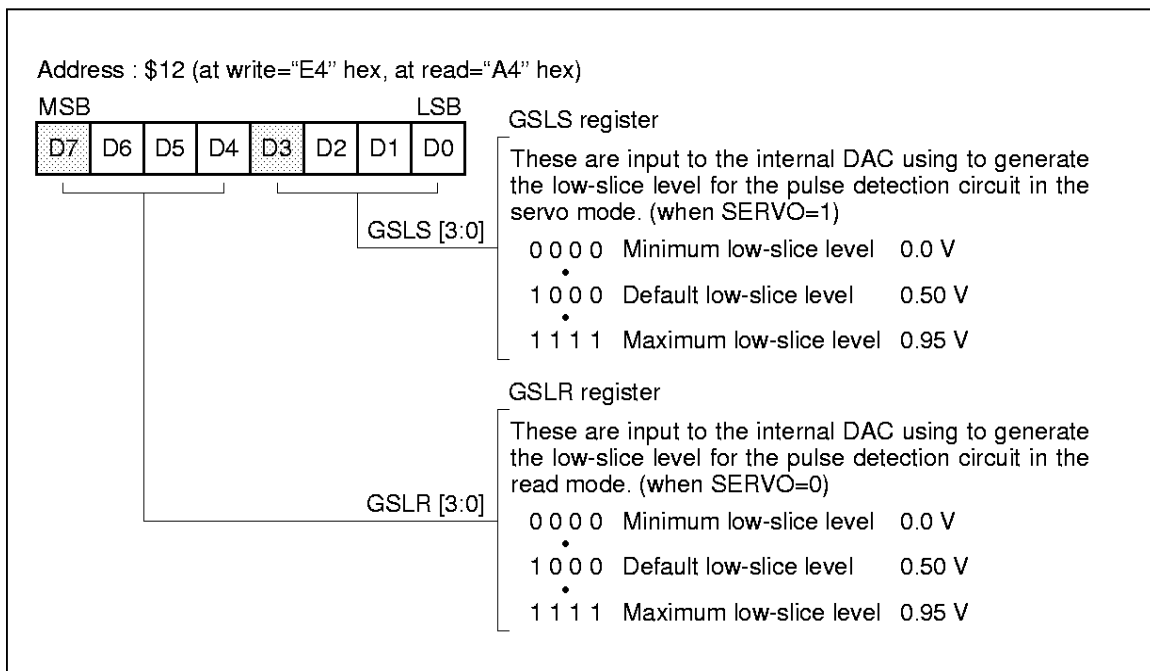 Address : $12 (at write=“E4” hex, at read=“A4” hex)
MSB LSB
D7 D6 D5 D4 D3 D2 D1 D0
GSLS [3:0]
GSLS register
These are input to the internal DAC using to generate
the low-slice level for the pulse detection circuit in the
servo mode. (when SERVO=1)
0 0 0 0 Minimum low-slice level 0.0 V
1 0 0 0 Default low-slice level 0.50 V
1 1 1 1 Maximum low-slice level 0.95 V
GSLR [3:0]
GSLR register
These are input to the internal DAC using to generate
the low-slice level for the pulse detection circuit in the
read mode. (when SERVO=0)
0 0 0 0 Minimum low-slice level 0.0 V
1 0 0 0 Default low-slice level 0.50 V
1 1 1 1 Maximum low-slice level 0.95 V